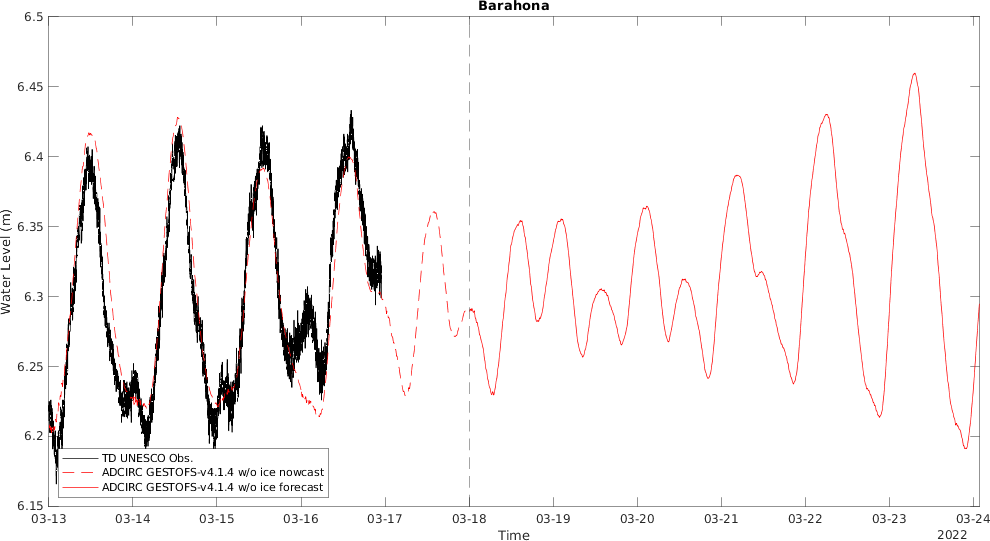 Barahona
6.5
6.45
6.4
6.35
6.3
6.25
6.2
6.15
Water Level (m)
TD UNESCO Obs.
ADCIRC GESTOFS-v4.1.4 w/o ice nowcast
ADCIRC GESTOFS-v4.1.4 w/o ice forecast
03-13 03-14 03-15 03-16 03-17 03-18 03-19 03-20 03-21 03-22 03-23 03-24
Time
2022